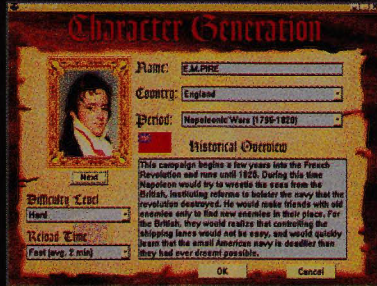 Character Generation
Name: E.M.PIRE
Country: England
Period: Napoleonic Wars (1795-1820)
Historical Overview
This campaign begins a few years into the French
Revolution and runs until 1820. During this time
Napoleon would try to wrestle the seas from the
British, instituting reforms to bolster the navy that the
revolution destroyed. He would make friends with old
enemies only to find new enemies in their place. For
the British, they would realize that controlling the
shipping lanes would not be easy, and would quickly
learn that the small American navy is deadlier than
they had ever dreamt possible.
Next
Difficulty Level
Hard
Reload Time
Fast (avg. 2 min)
OK
Cancel